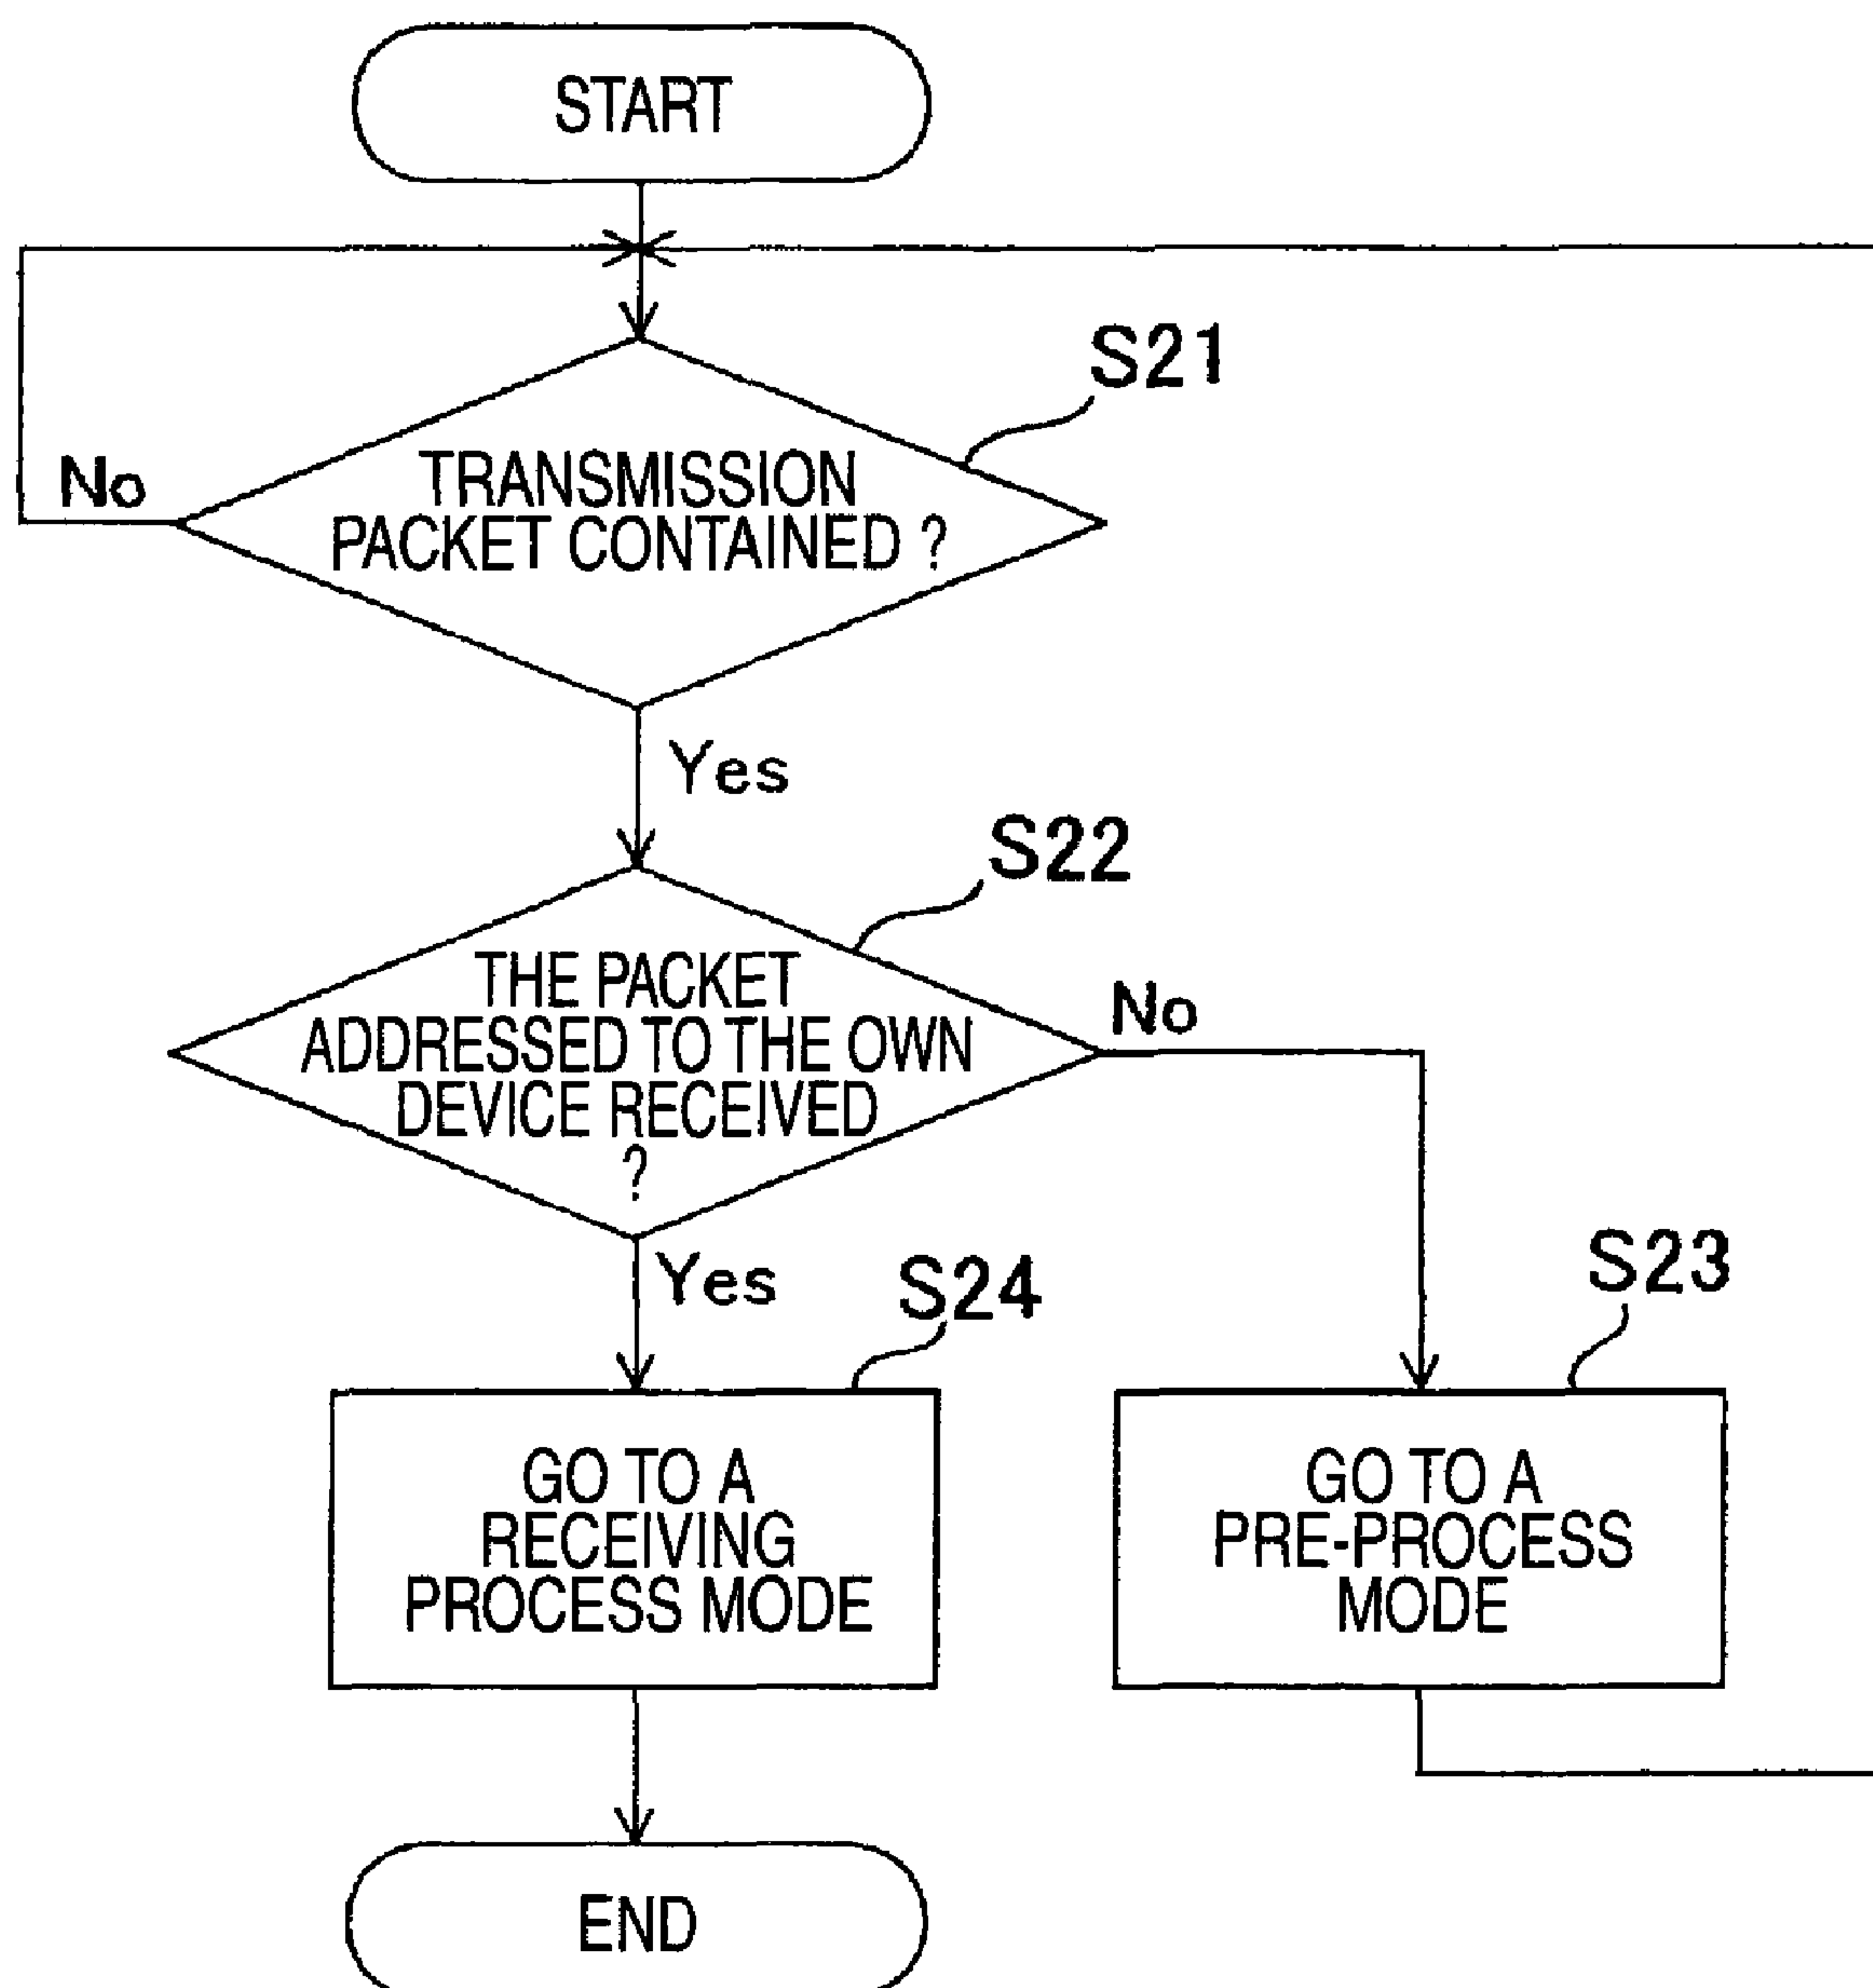 START
S21
TRANSMISSION
PACKET CONTAINED ?
No
Yes
S22
THE PACKET
ADDRESSED TO THE OWN
DEVICE RECEIVED
?
No
Yes
S24
S23
GO TO A
RECEIVING
PROCESS MODE
GO TO A
PRE-PROCESS
MODE
END